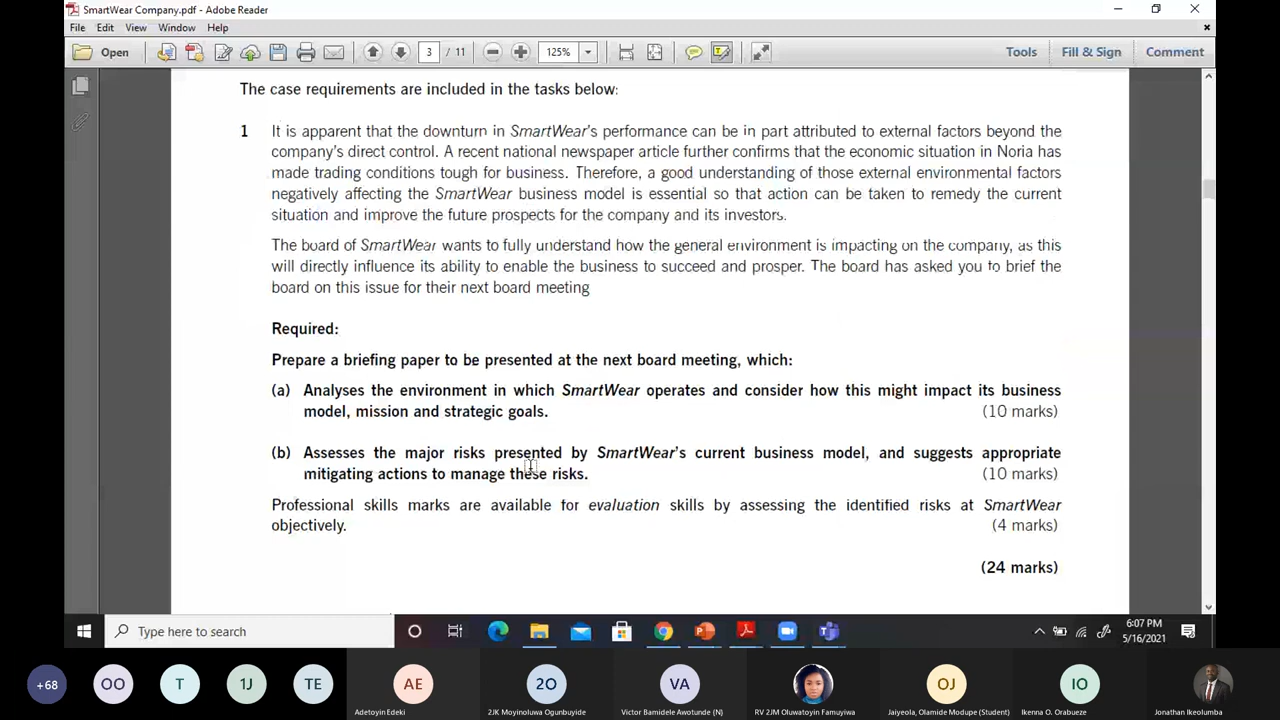 SmartWear Company.pdf - Adobe Reader
File Edit View Window Help
Open
3 / 11
125%
Tools Fill & Sign Comment
The case requirements are included in the tasks below:
1 It is apparent that the downturn in SmartWear's performance can be in part attributed to external factors beyond the
company's direct control. A recent national newspaper article further confirms that the economic situation in Noria has
made trading conditions tough for business. Therefore, a good understanding of those external environmental factors
negatively affecting the SmartWear business model is essential so that action can be taken to remedy the current
situation and improve the future prospects for the company and its investors.
The board of SmartWear wants to fully understand how the general environment is impacting on the company, as this
will directly influence its ability to enable the business to succeed and prosper. The board has asked you to brief the
board on this issue for their next board meeting
Required:
Prepare a briefing paper to be presented at the next board meeting, which:
(a) Analyses the environment in which SmartWear operates and consider how this might impact its business
model, mission and strategic goals. (10 marks)
(b) Assesses the major risks presented by SmartWear's current business model, and suggests appropriate
mitigating actions to manage these risks. (10 marks)
Professional skills marks are available for evaluation skills by assessing the identified risks at SmartWear
objectively. (4 marks)
(24 marks)
Type here to search
6:07 PM
5/16/2021
+68 OO T 1J TE AE 2O VA OJ IO
Adetoyin Edeki 2JK Moyinoluwa Ogunbuyide Victor Bamidele Awotunde (N) RV 2JM Oluwatoyin Famuyiwa Jaiyeola, Olamide Modupe (Student) Ikenna O. Orabueze Jonathan Ikeolumba